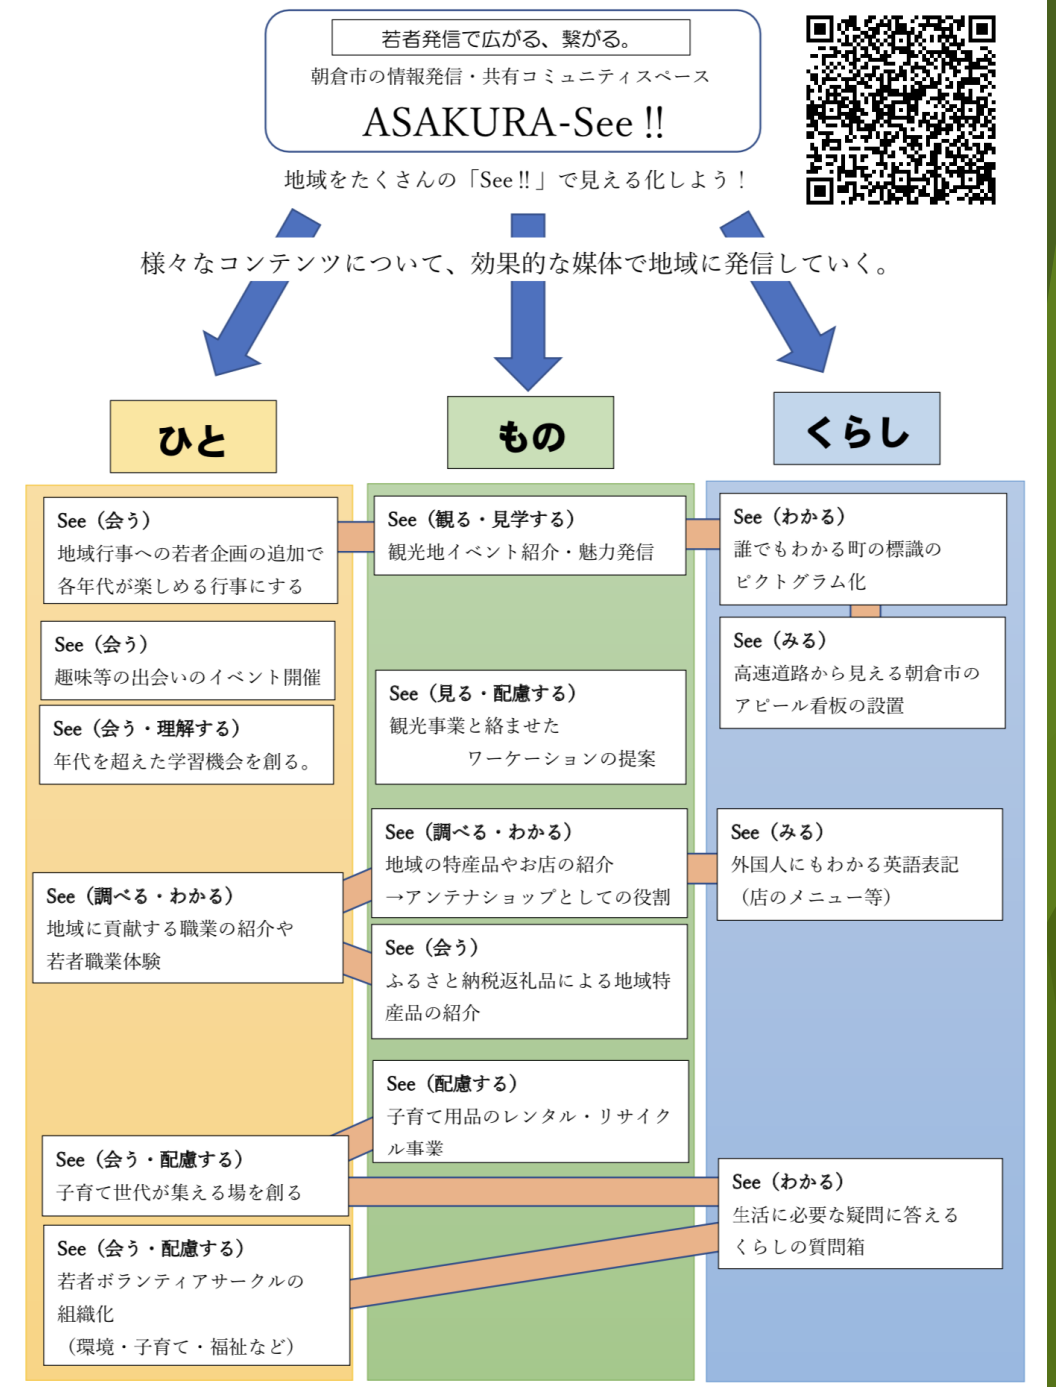 若者発信で広がる、繋がる。
朝倉市の情報発信・共有コミュニティスペース
ASAKURA-See !!
地域をたくさんの「See !! 」で見える化しよう！
様々なコンテンツについて、効果的な媒体で地域に発信していく。
ひと
See（会う）
地域行事への若者企画の追加で
各年代が楽しめる行事にする
See（会う）
趣味等の出会いのイベント開催
See（会う・理解する）
年代を超えた学習機会を創る。
See（調べる・わかる）
地域に貢献する職業の紹介や
若者職業体験
See（会う・配慮する）
子育て世代が集える場を創る
See（会う・配慮する）
若者ボランティアサークルの
組織化
（環境・子育て・福祉など）
もの
See（観る・見学する）
観光地イベント紹介・魅力発信
See（見る・配慮する）
観光事業と絡ませた
ワーケーションの提案
See（調べる・わかる）
地域の特産品やお店の紹介
→アンテナショップとしての役割
See（会う）
ふるさと納税返礼品による地域特
産品の紹介
See（配慮する）
子育て用品のレンタル・リサイク
ル事業
くらし
See（わかる）
誰でもわかる町の標識の
ピクトグラム化
See（みる）
高速道路から見える朝倉市の
アピール看板の設置
See（みる）
外国人にもわかる英語表記
（店のメニュー等）
See（わかる）
生活に必要な疑問に答える
くらしの質問箱